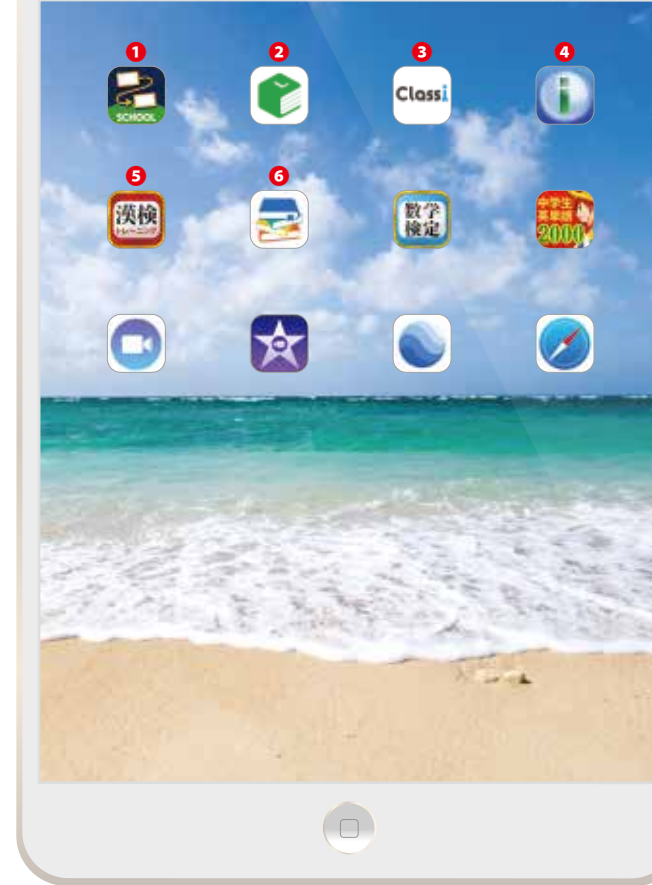 1 2 3 4
SCHOOL
Classi
i
5 6
漢検
トレーニング
数学
検定
中学生
英単語
2000